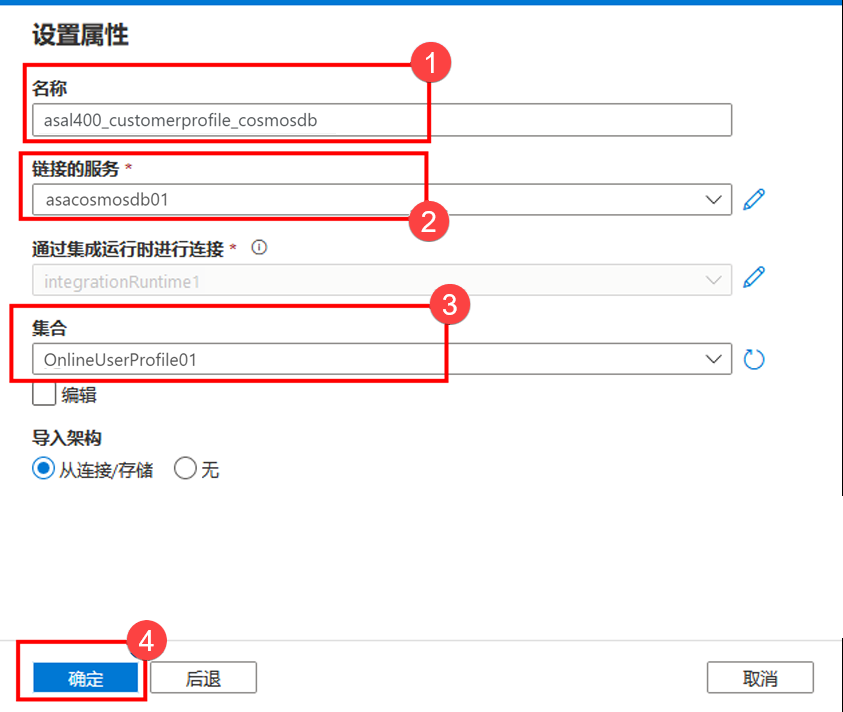 设置属性
1
名称
asal400_customerprofile_cosmosdb
链接的服务 *
asacosmosdb01
2
通过集成运行时进行连接 *
integrationRuntime1
3
集合
OnlineUserProfile01
编辑
导入架构
从连接/存储 无
4
确定 后退 取消